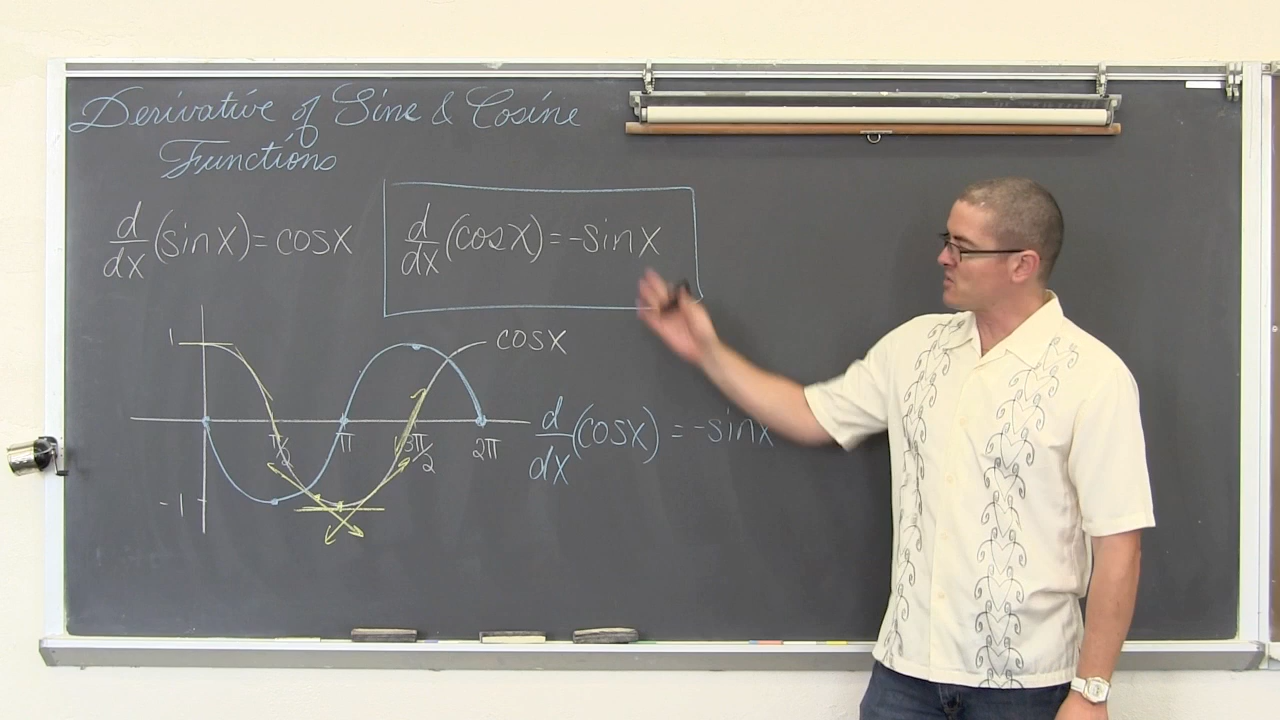 Derivative of Sine & Cosine
Functions
d/dx (sinx) = cosx
d/dx (cosx) = -sinx
1
cosx
π/2 π 3π/2 2π
d/dx (cosx) = -sinx
-1